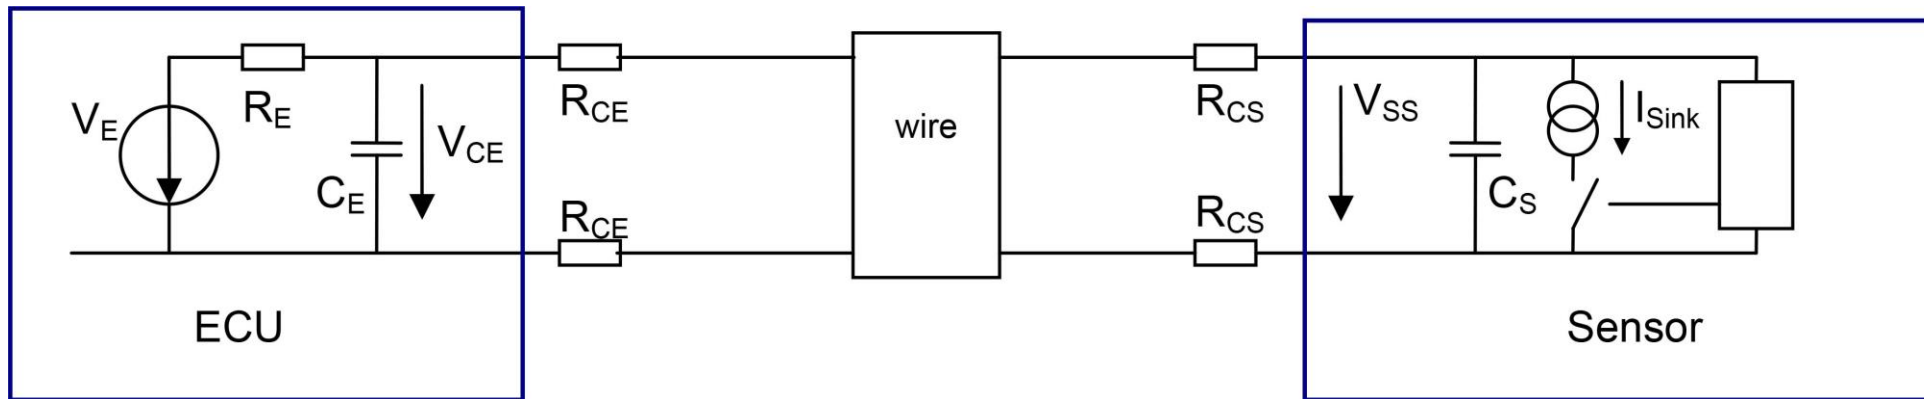 V_E
R_E
C_E
V_CE
R_CE
R_CE
wire
R_CS
R_CS
V_SS
C_S
I_Sink
ECU
Sensor